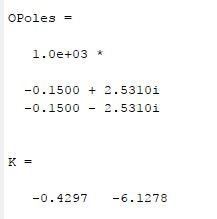 OPoles =
1.0e+03 *
-0.1500 + 2.5310i
-0.1500 - 2.5310i
K =
-0.4297 -6.1278